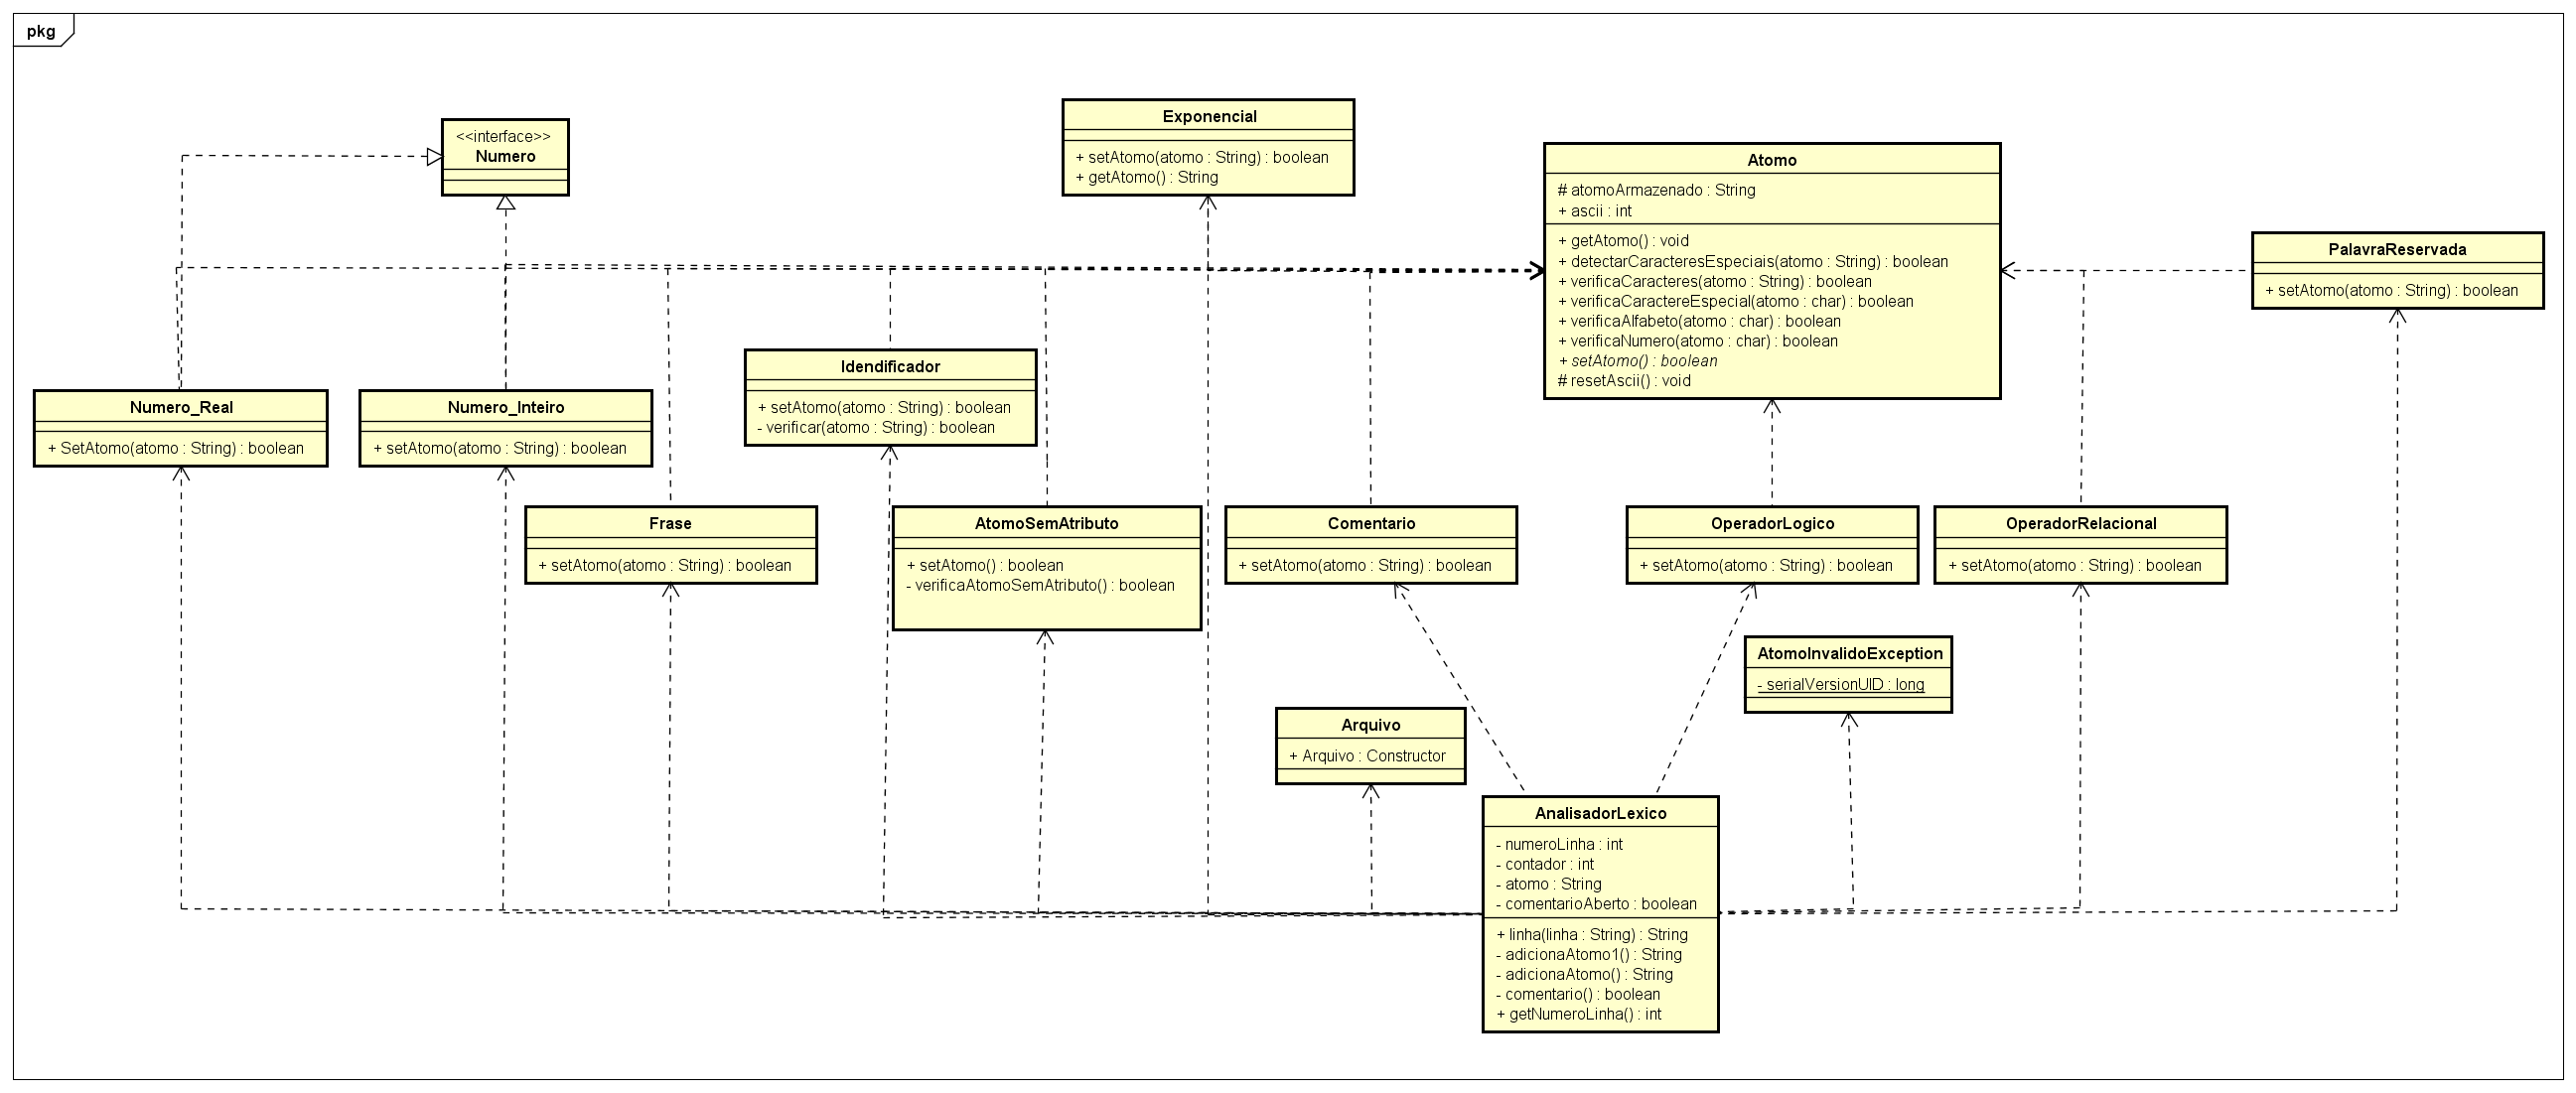 pkg
<<interface>>
Numero
Exponencial
+ setAtomo(atomo : String) : boolean
+ getAtomo() : String
Atomo
# atomoArmazenado : String
+ ascii : int
+ getAtomo() : void
+ detectarCaracteresEspeciais(atomo : String) : boolean
+ verificaCaracteres(atomo : String) : boolean
+ verificaCaractereEspecial(atomo : char) : boolean
+ verificaAlfabeto(atomo : char) : boolean
+ verificaNumero(atomo : char) : boolean
+ setAtomo() : boolean
# resetAscii() : void
PalavraReservada
+ setAtomo(atomo : String) : boolean
Numero_Real
+ SetAtomo(atomo : String) : boolean
Numero_Inteiro
+ setAtomo(atomo : String) : boolean
Idendificador
+ setAtomo(atomo : String) : boolean
- verificar(atomo : String) : boolean
Frase
+ setAtomo(atomo : String) : boolean
AtomoSemAtributo
+ setAtomo() : boolean
- verificaAtomoSemAtributo() : boolean
Comentario
+ setAtomo(atomo : String) : boolean
OperadorLogico
+ setAtomo(atomo : String) : boolean
OperadorRelacional
+ setAtomo(atomo : String) : boolean
AtomoInvalidoException
- serialVersionUID : long
Arquivo
+ Arquivo : Constructor
AnalisadorLexico
- numeroLinha : int
- contador : int
- atomo : String
- comentarioAberto : boolean
+ linha(linha : String) : String
- adicionaAtomo1() : String
- adicionaAtomo() : String
- comentario() : boolean
+ getNumeroLinha() : int